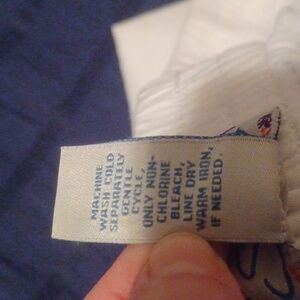 MACHINE
WASH COLD
SEPARATELY
GENTLE
CYCLE,
ONLY NON-
CHLORINE
BLEACH,
LINE DRY
WARM IRON,
IF NEEDED.